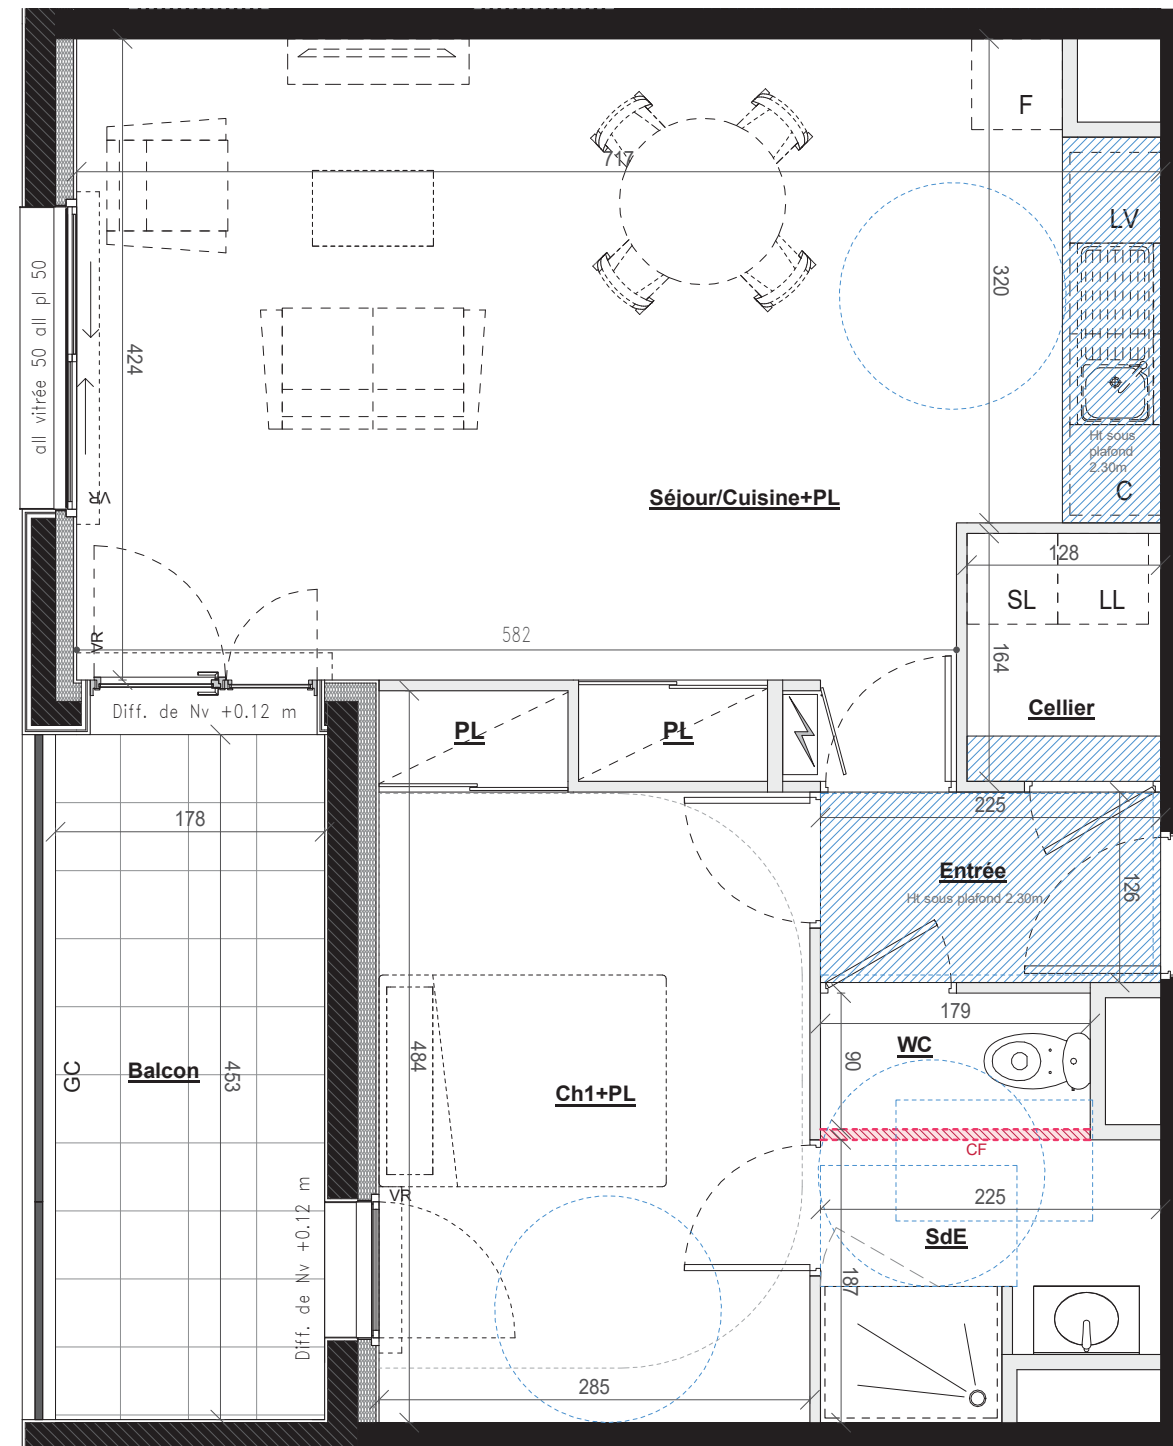 F
717
LV
all vitrée 50 all pl 50
320
424
Ht sous
plafond
2.30m
C
VR
Séjour/Cuisine+PL
128
SL
LL
VR
582
164
Cellier
Diff. de Nv +0.12 m
PL
PL
178
225
Entrée
Ht sous plafond 2.30m
126
179
WC
90
GC
Balcon
453
484
Ch1+PL
CF
VR
225
SdE
Diff. de Nv +0.12 m
187
285